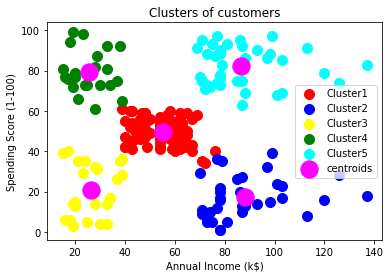 Clusters of customers
100
80
60
40
20
0
Spending Score (1-100)
Cluster1
Cluster2
Cluster3
Cluster4
Cluster5
centroids
20 40 60 80 100 120 140
Annual Income (k$)